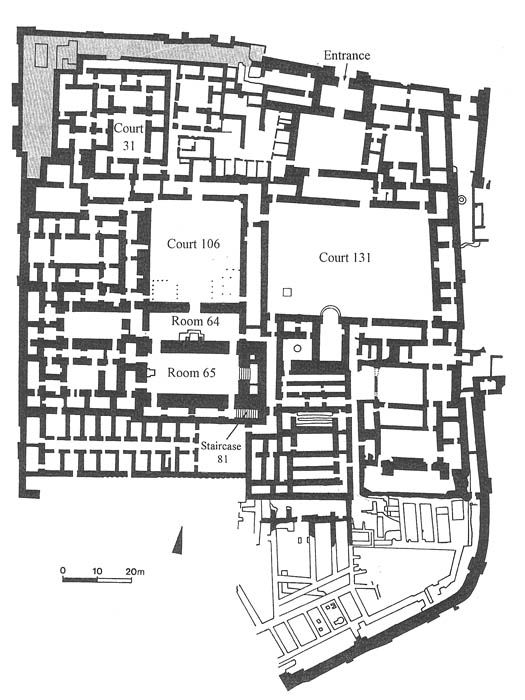 Entrance
Court
31
Court 106
Court 131
Room 64
Room 65
Staircase
81
0 10 20m